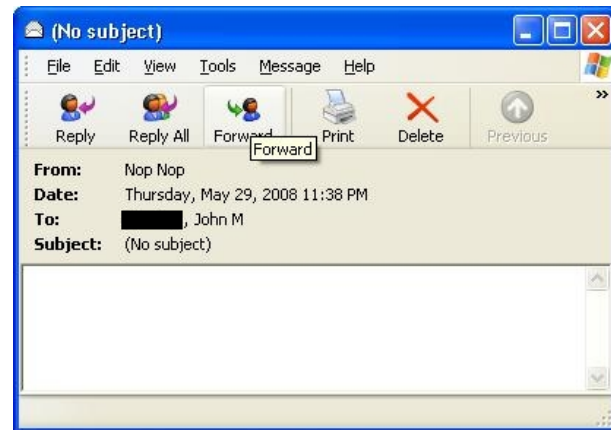 (No subject)
File Edit View Tools Message Help
Reply Reply All Forward Print Delete Previous »
Forward
From: Nop Nop
Date: Thursday, May 29, 2008 11:38 PM
To: , John M
Subject: (No subject)